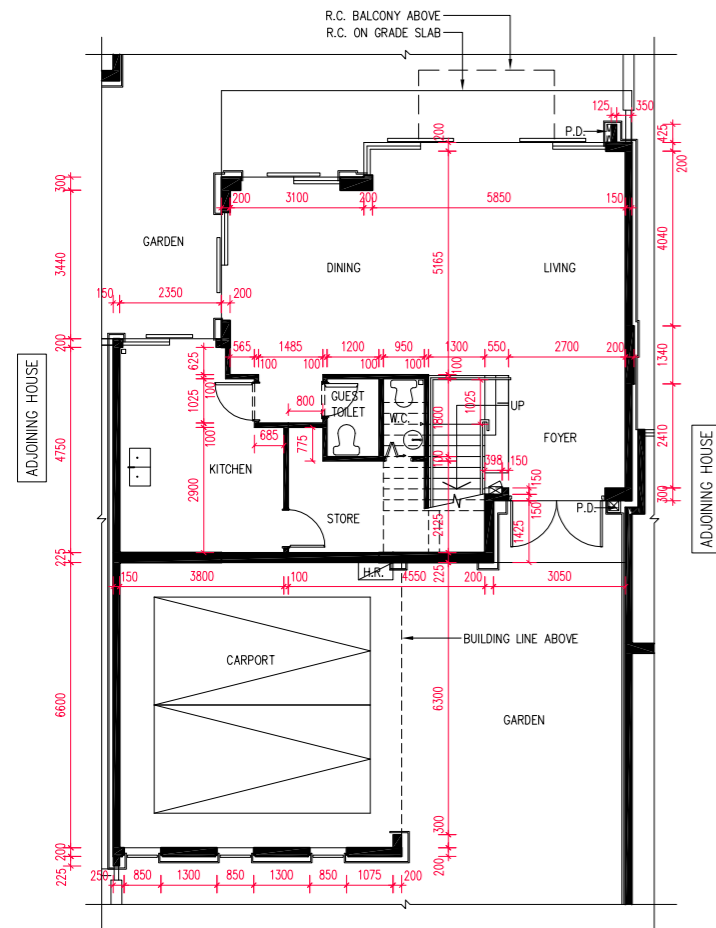 R.C. BALCONY ABOVE
R.C. ON GRADE SLAB
125 350
P.D.
425
200
200
300
200 3100 200 5850 150
GARDEN
DINING
LIVING
3440
5165
4040
150 2350 200
200
565 1485 1200 950 1300 550 2700 200
100 100 100 100 100
625
1340
ADJOINING HOUSE
1025
100
800
GUEST
TOILET
W.C.
1800
1025
UP
FOYER
2410
ADJOINING HOUSE
4750
100
685
775
KITCHEN
100
398 150
150
2900
STORE
2125
150
P.D.
300
1425
225
225
H.R.
150 3800 100 4550 200 3050
BUILDING LINE ABOVE
CARPORT
6600
6300
GARDEN
300
200
200
225
250 850 1300 850 1300 850 1075 200